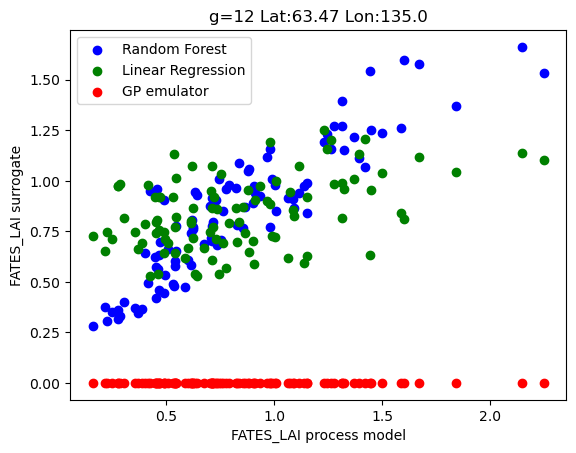 g=12 Lat:63.47 Lon:135.0
Random Forest
Linear Regression
GP emulator
FATES_LAI surrogate
1.50
1.25
1.00
0.75
0.50
0.25
0.00
0.5
1.0
1.5
2.0
FATES_LAI process model